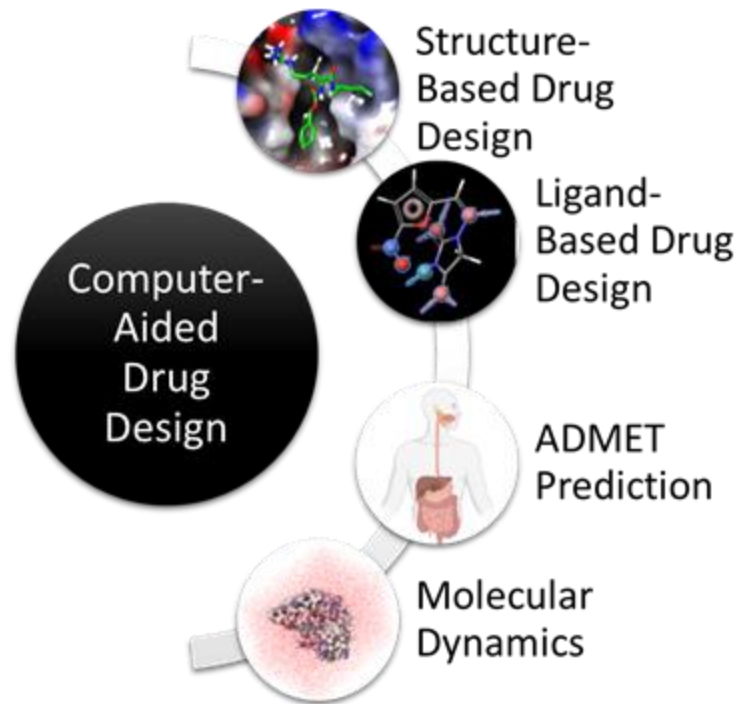 Structure-
Based Drug
Design
Ligand-
Based Drug
Design
Computer-
Aided
Drug
Design
ADMET
Prediction
Molecular
Dynamics